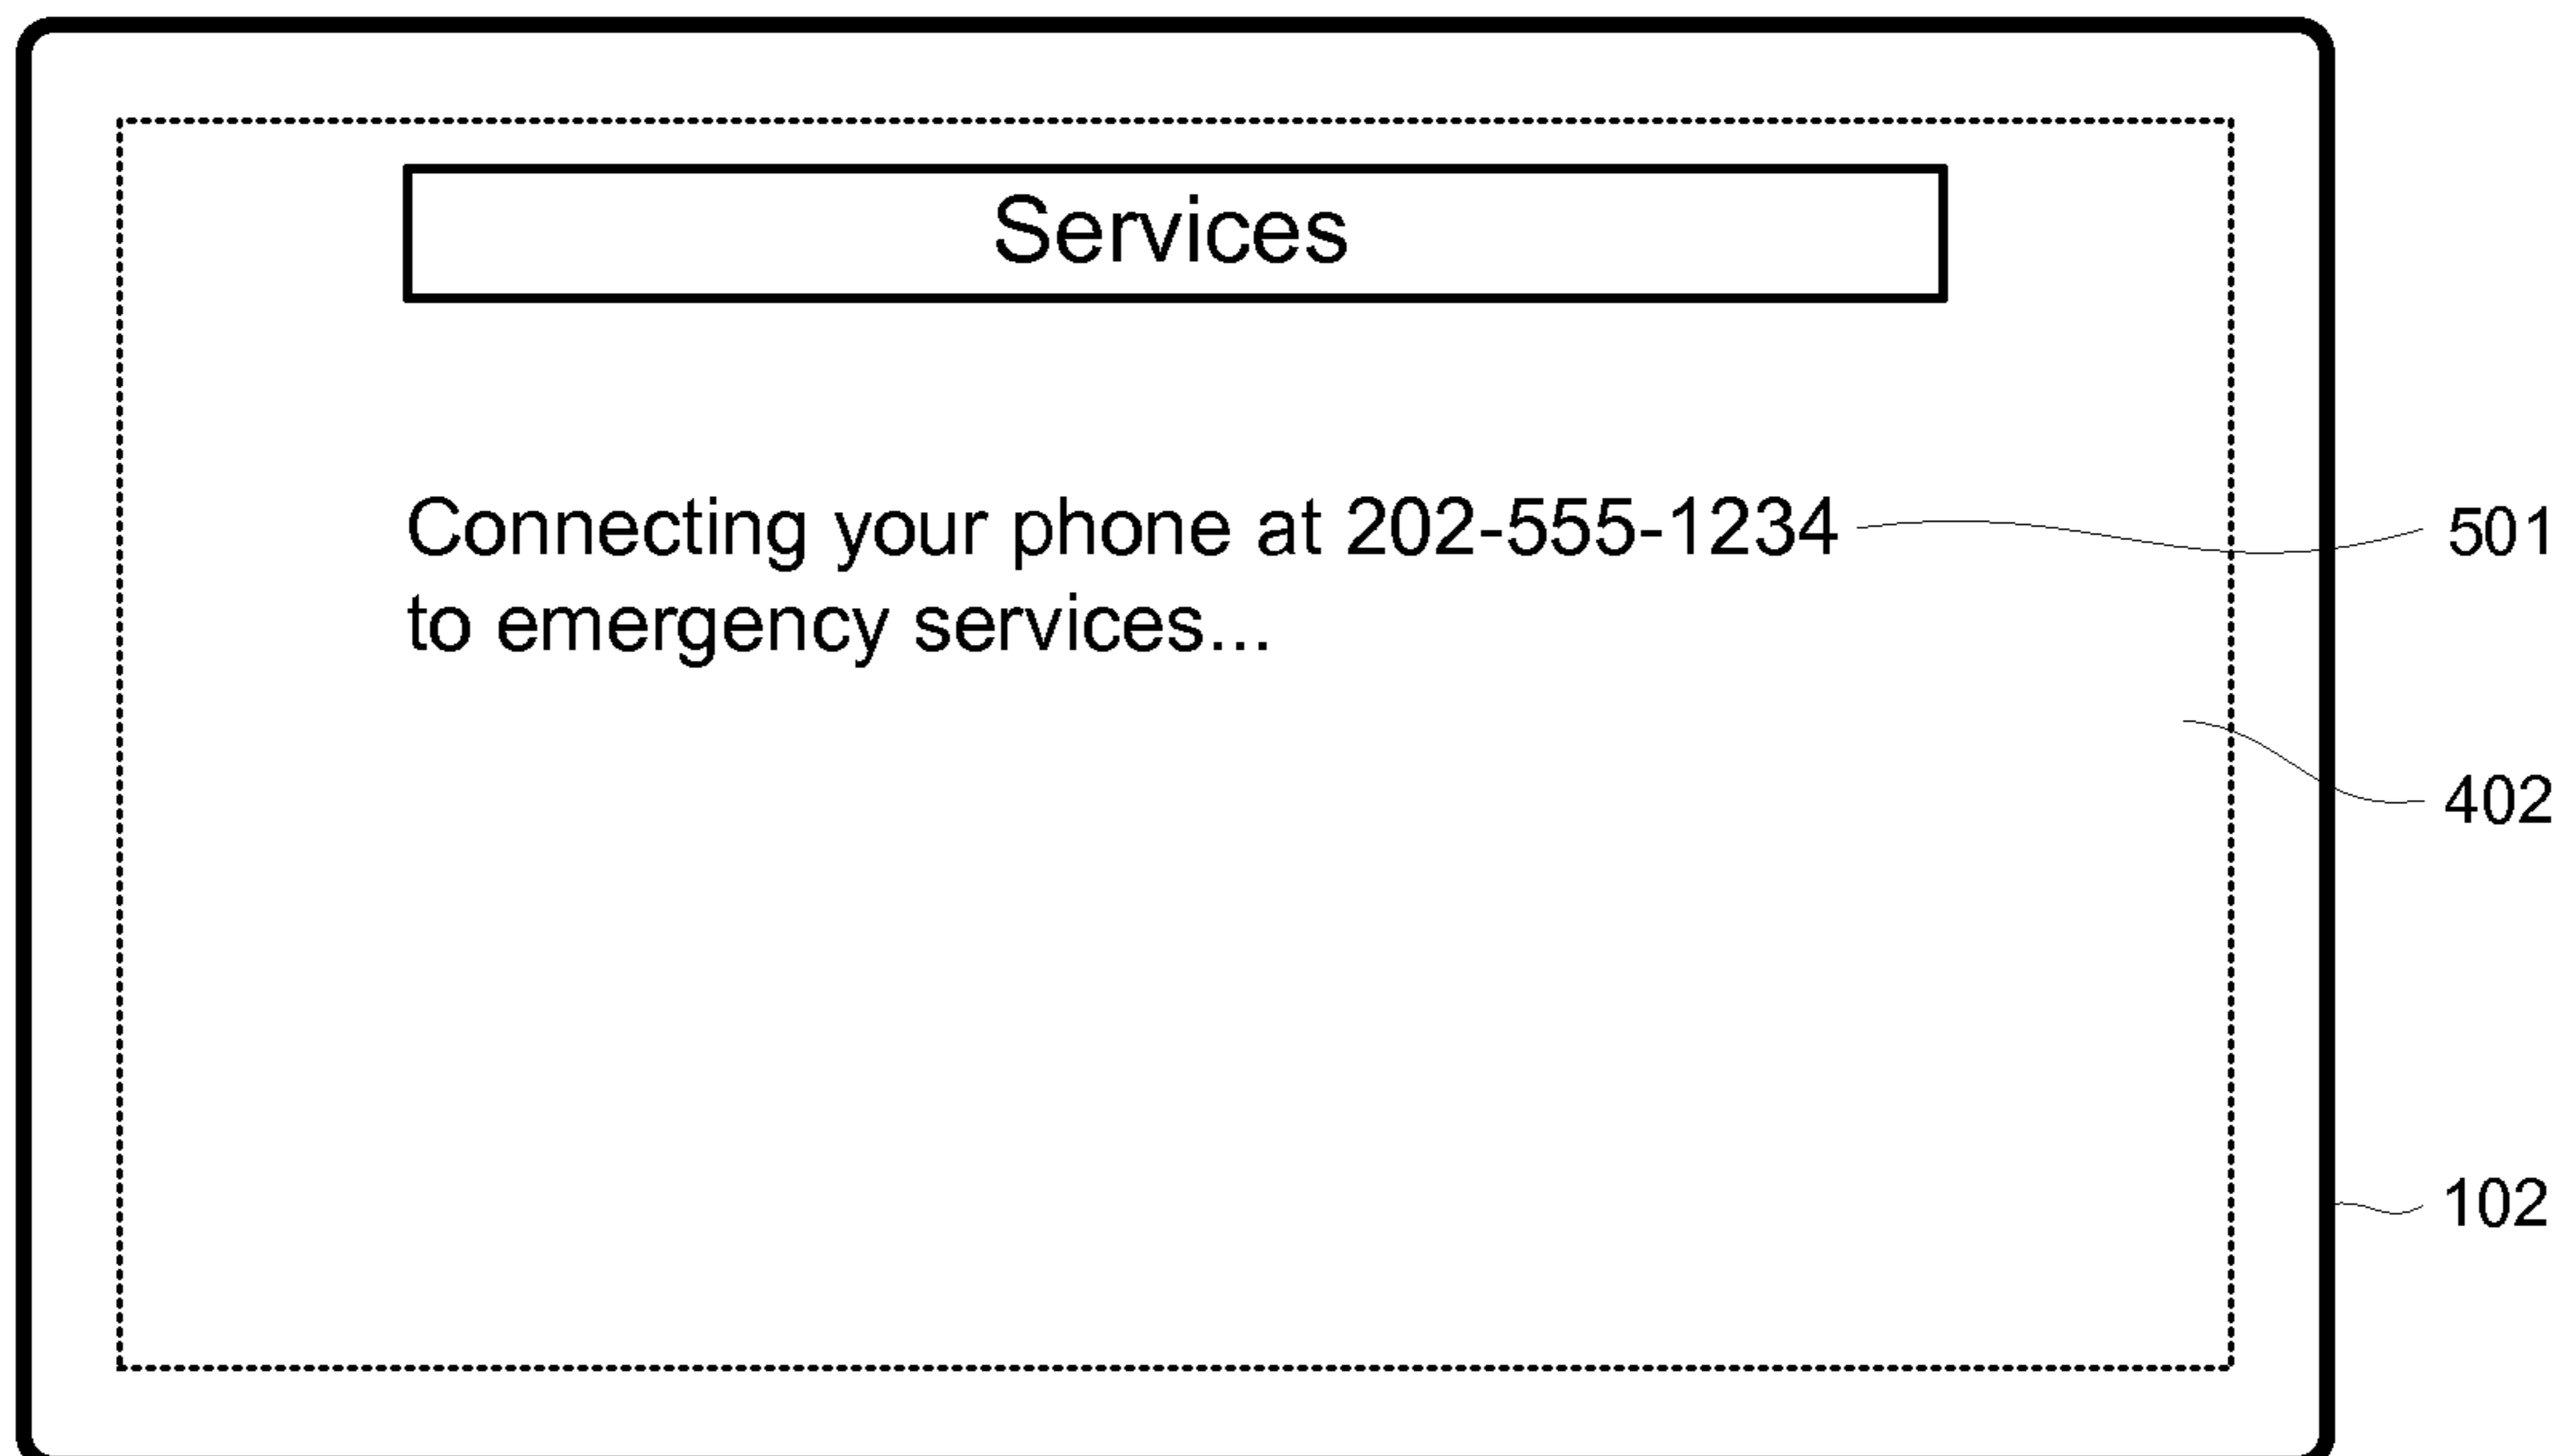 Services
Connecting your phone at 202-555-1234
to emergency services...
501
402
102